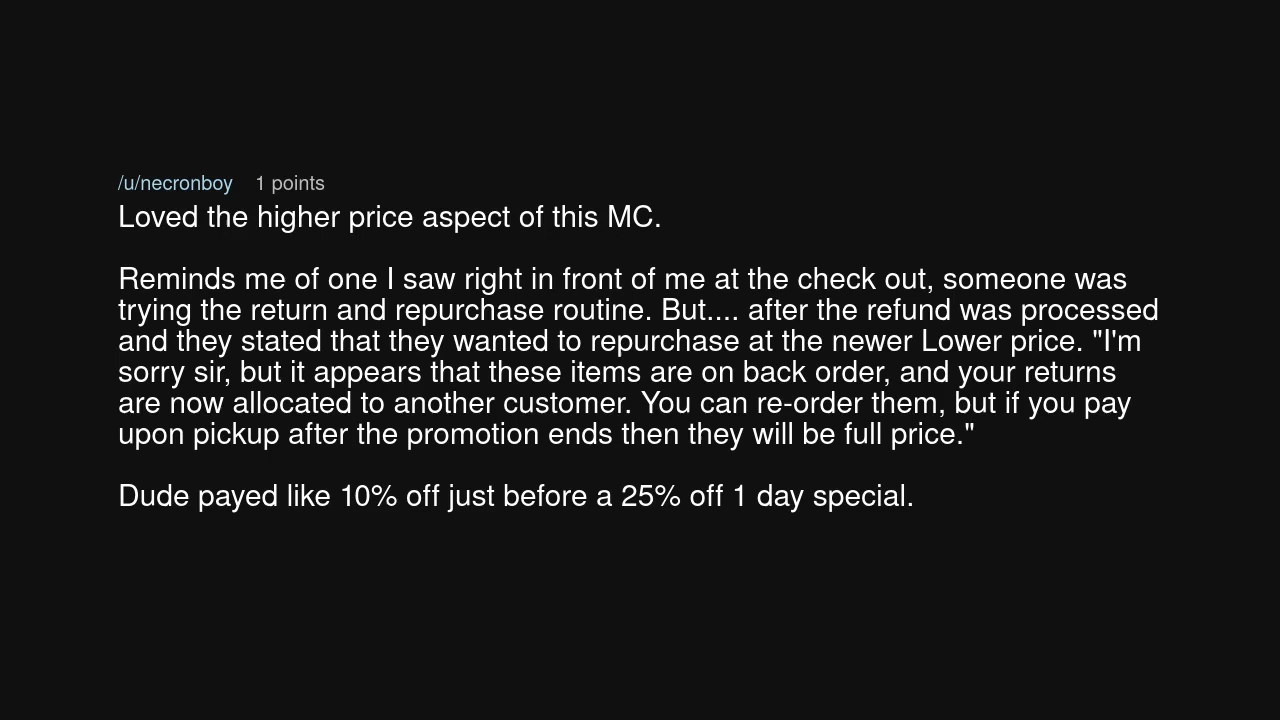 /u/necronboy 1 points
Loved the higher price aspect of this MC.
Reminds me of one I saw right in front of me at the check out, someone was
trying the return and repurchase routine. But.... after the refund was processed
and they stated that they wanted to repurchase at the newer Lower price. "I'm
sorry sir, but it appears that these items are on back order, and your returns
are now allocated to another customer. You can re-order them, but if you pay
upon pickup after the promotion ends then they will be full price."
Dude payed like 10% off just before a 25% off 1 day special.